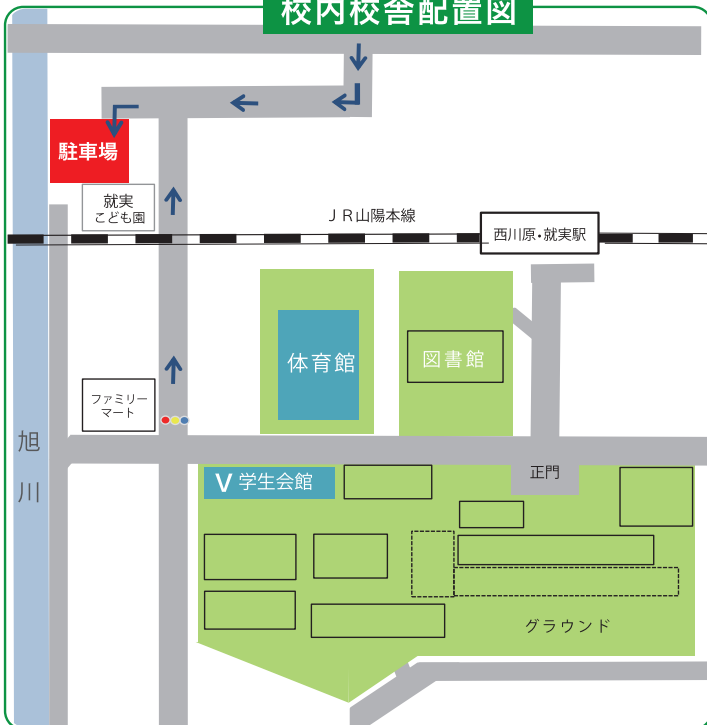 校内校舎配置図
駐車場
就実
こども園
ＪＲ山陽本線
西川原・就実駅
体育館
図書館
ファミリー
マート
旭川
正門
V 学生会館
グラウンド